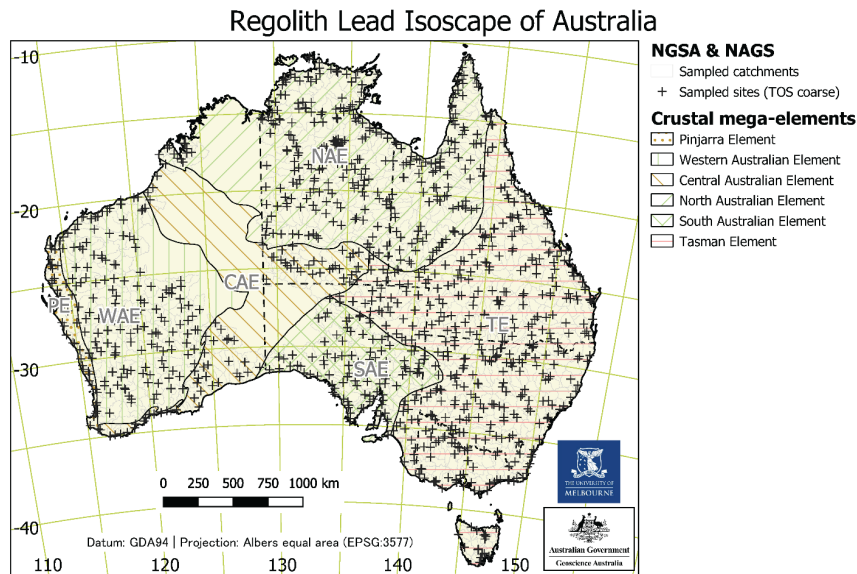 Regolith Lead Isoscape of Australia
-10
-20
-30
-40
110
120
130
140
150
NAE
CAE
PE
WAE
TE
SAE
0 250 500 750 1000 km
Datum: GDA94 | Projection: Albers equal area (EPSG:3577)
THE UNIVERSITY OF
MELBOURNE
Australian Government
Geoscience Australia
NGSA & NAGS
Sampled catchments
Sampled sites (TOS coarse)
Crustal mega-elements
Pinjarra Element
Western Australian Element
Central Australian Element
North Australian Element
South Australian Element
Tasman Element